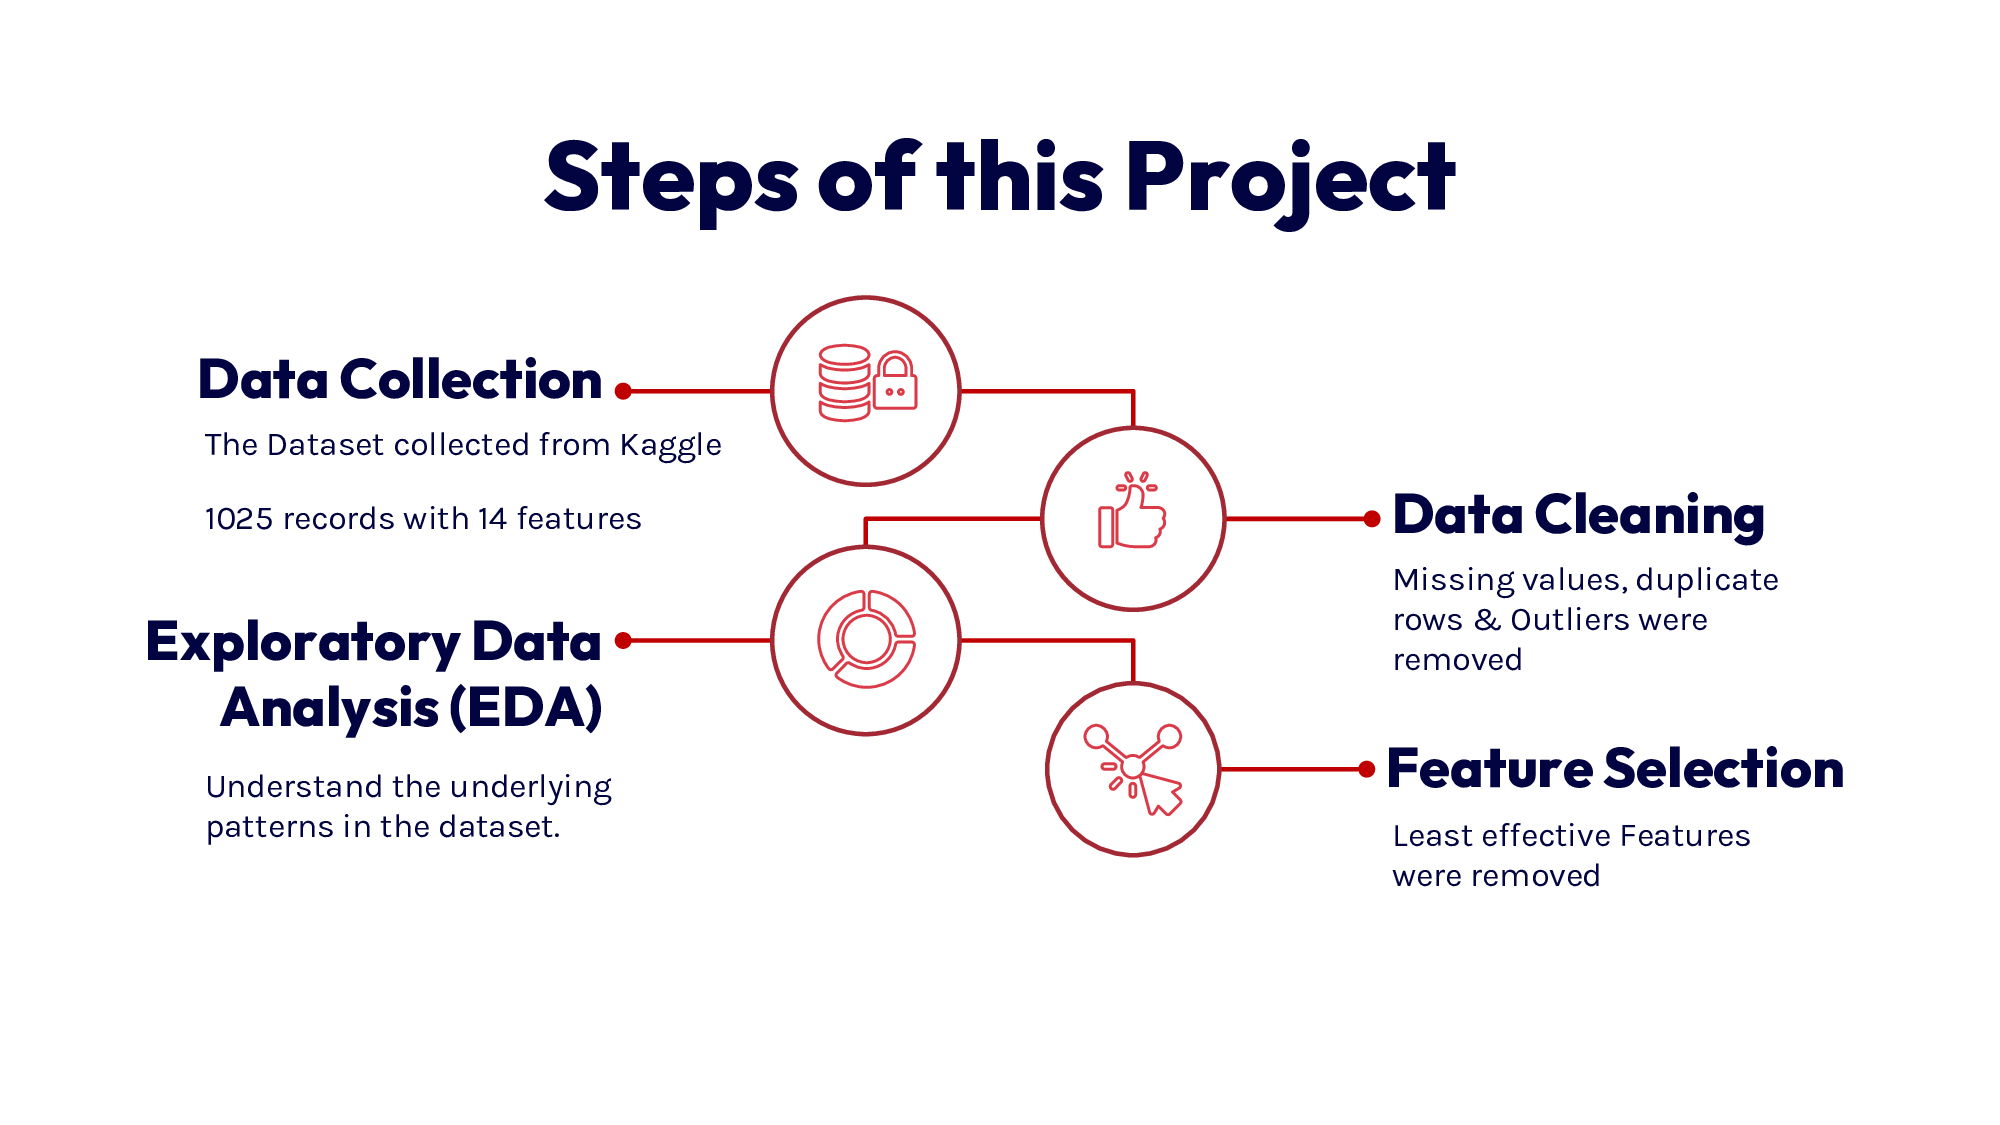 Steps of this Project
Data Collection
The Dataset collected from Kaggle
1025 records with 14 features
Data Cleaning
Missing values, duplicate
rows & Outliers were
removed
Exploratory Data
Analysis (EDA)
Understand the underlying
patterns in the dataset.
Feature Selection
Least effective Features
were removed